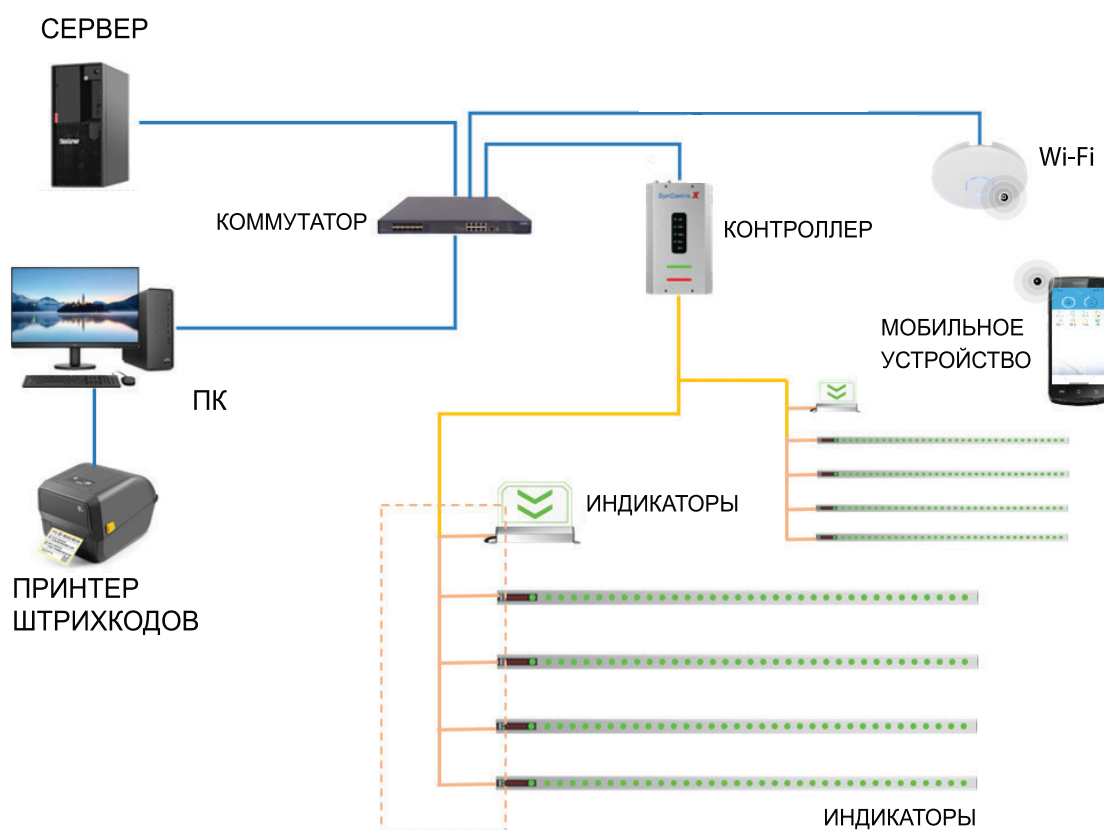 СЕРВЕР
Wi-Fi
КОММУТАТОР
КОНТРОЛЛЕР
МОБИЛЬНОЕ
УСТРОЙСТВО
ПК
ИНДИКАТОРЫ
ПРИНТЕР
ШТРИХКОДОВ
ИНДИКАТОРЫ